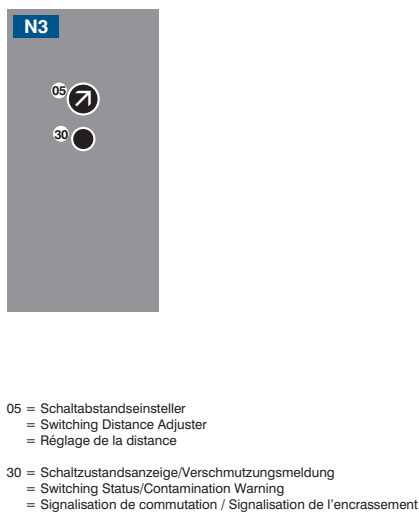 N3
05
30
05 = Schaltabstandseinsteller
= Switching Distance Adjuster
= Réglage de la distance
30 = Schaltzustandsanzeige/Verschmutzungsmeldung
= Switching Status/Contamination Warning
= Signalisation de commutation / Signalisation de l'encrassement